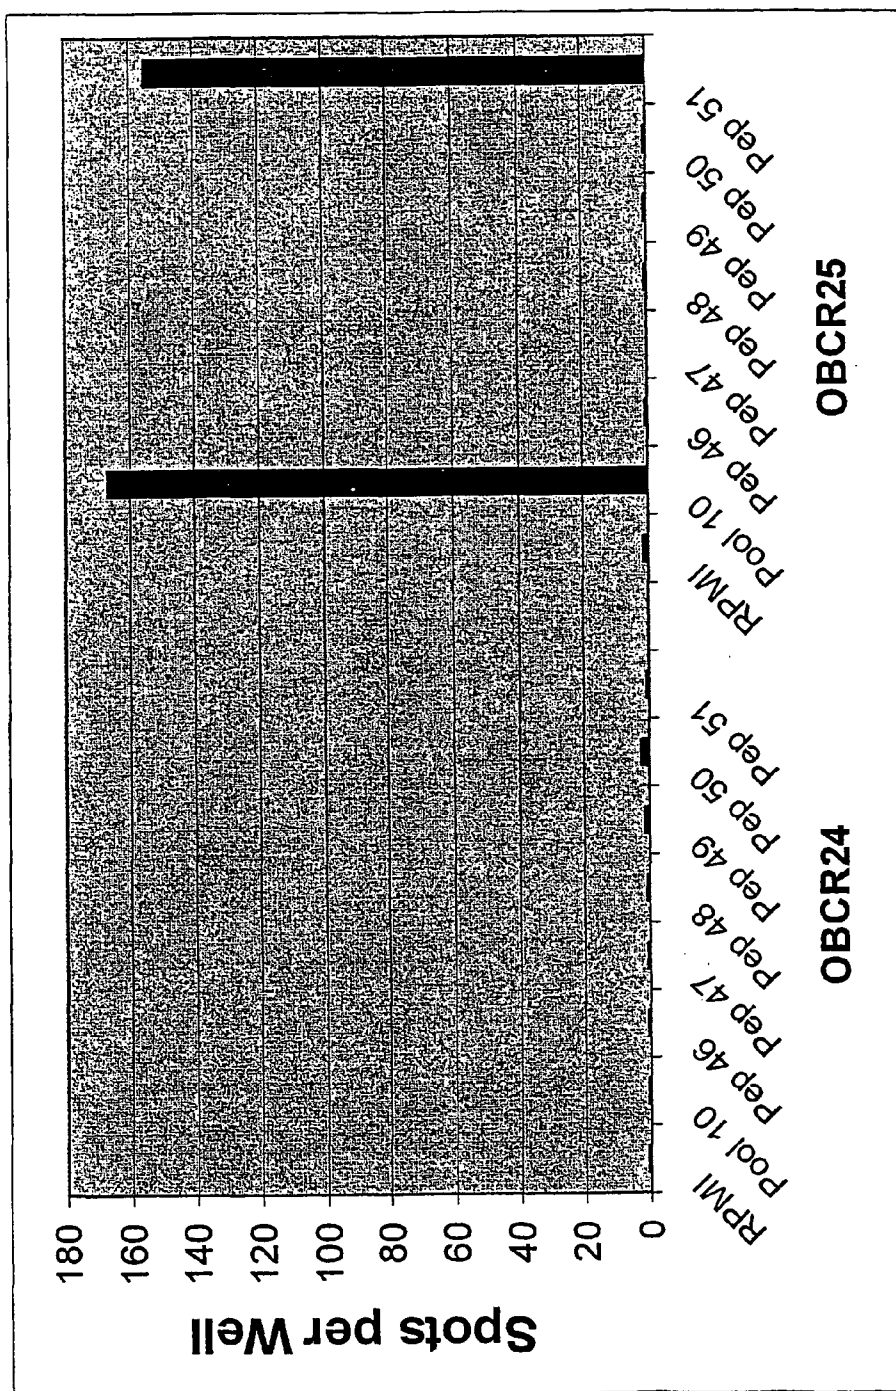 Spots per Well
180
160
140
120
100
80
60
40
20
0
RPMI
Pool 10
Pep 46
Pep 47
Pep 48
Pep 49
Pep 50
Pep 51
RPMI
Pool 10
Pep 46
Pep 47
Pep 48
Pep 49
Pep 50
Pep 51
OBCR24
OBCR25